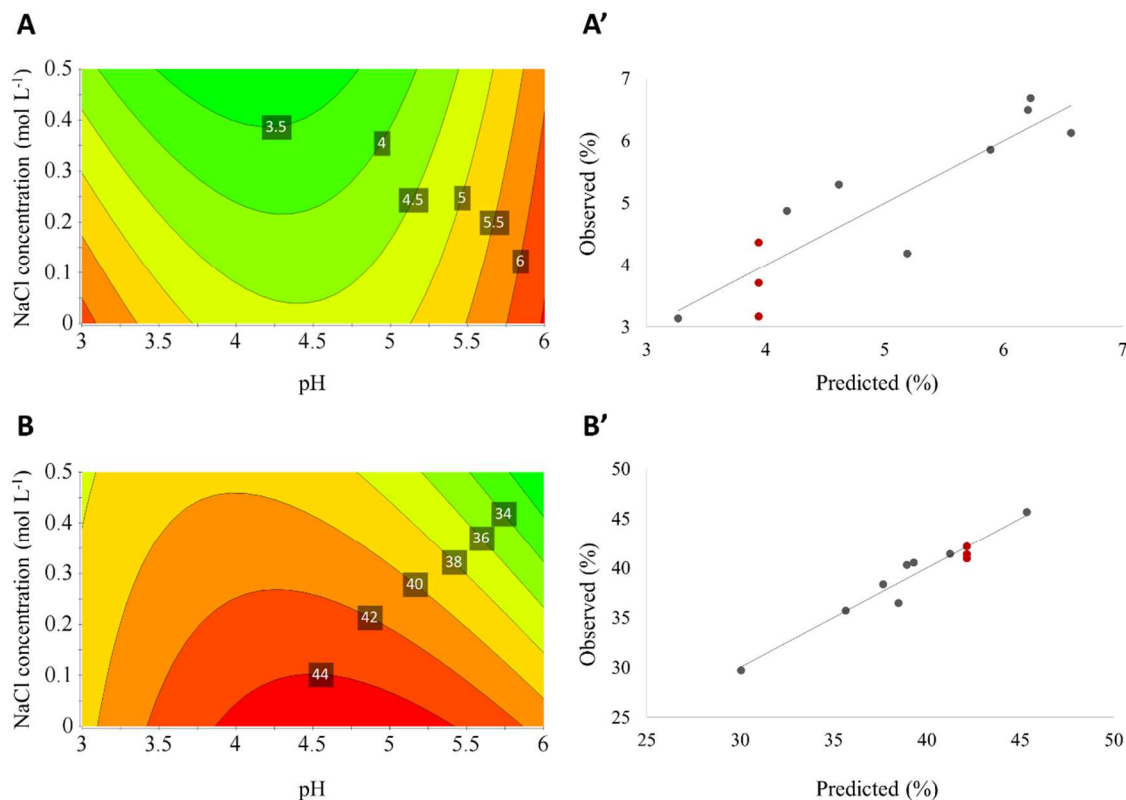 A
NaCl concentration (mol L-1)
0.5
0.4
0.3
0.2
0.1
0
3.5
4
4.5
5
5.5
6
3 3.5 4 4.5 5 5.5 6
pH
A’
Observed (%)
7
6
5
4
3
3 4 5 6 7
Predicted (%)
B
NaCl concentration (mol L-1)
0.5
0.4
0.3
0.2
0.1
0
34
36
38
40
42
44
3 3.5 4 4.5 5 5.5 6
pH
B’
Observed (%)
50
45
40
35
30
25
25 30 35 40 45 50
Predicted (%)